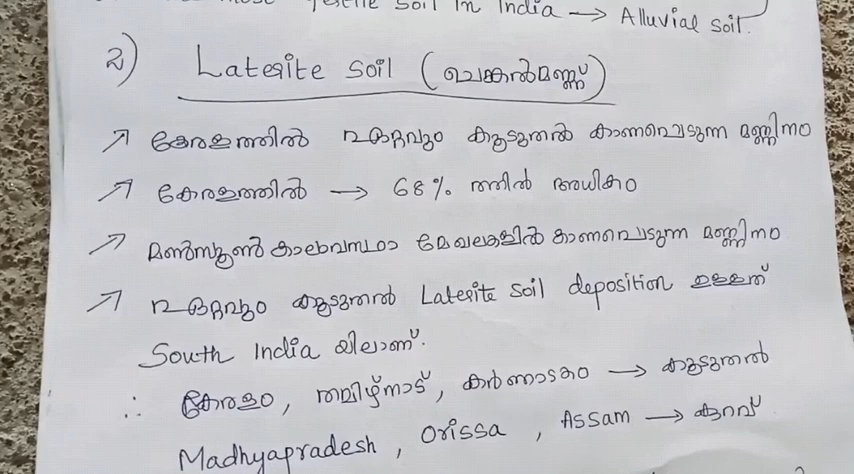 Soil in India → Alluvial soil.
2) Laterite soil (ചെങ്കൽമണ്ണ്)
↗ കേരളത്തിൽ ഏറ്റവും കൂടുതൽ കാണപ്പെടുന്ന മണ്ണിനം
↗ കേരളത്തിൽ → 68% ത്തിൽ അധികം
↗ മൺസൂൺ കാലാവസ്ഥാ മേഖലകളിൽ കാണപ്പെടുന്ന മണ്ണിനം
↗ ഏറ്റവും കൂടുതൽ Laterite soil deposition ഉള്ളത്
South India യിലാണ്.
∴ കേരളം, തമിഴ്നാട്, കർണാടകം → കൂടുതൽ
Madhyapradesh, Orissa, Assam → കുറവ്